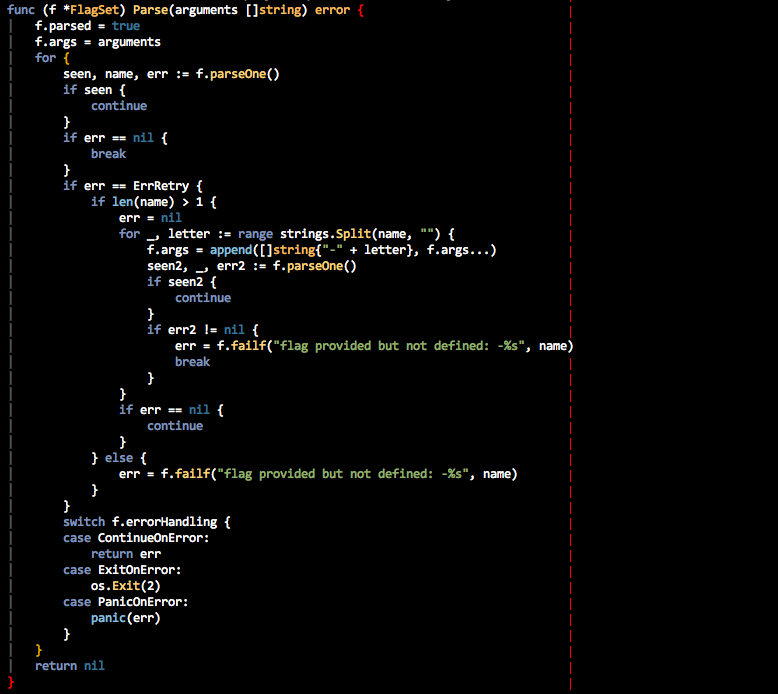 func (f *FlagSet) Parse(arguments []string) error {
    f.parsed = true
    f.args = arguments
    for {
        seen, name, err := f.parseOne()
        if seen {
            continue
        }
        if err == nil {
            break
        }
        if err == ErrRetry {
            if len(name) > 1 {
                err = nil
                for _, letter := range strings.Split(name, "") {
                    f.args = append([]string{"-" + letter}, f.args...)
                    seen2, _, err2 := f.parseOne()
                    if seen2 {
                        continue
                    }
                    if err2 != nil {
                        err = f.failf("flag provided but not defined: -%s", name)
                        break
                    }
                }
                if err == nil {
                    continue
                }
            } else {
                err = f.failf("flag provided but not defined: -%s", name)
            }
        }
        switch f.errorHandling {
        case ContinueOnError:
            return err
        case ExitOnError:
            os.Exit(2)
        case PanicOnError:
            panic(err)
        }
    }
    return nil
}